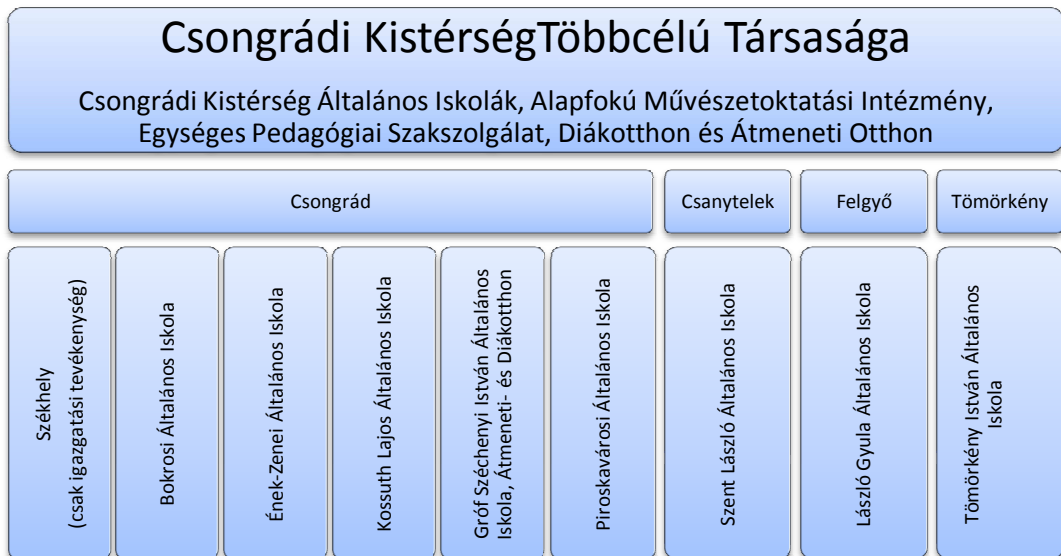 Csongrádi KistérségTöbbcélú Társasága
Csongrádi Kistérség Általános Iskolák, Alapfokú Művészetoktatási Intézmény,
Egységes Pedagógiai Szakszolgálat, Diákotthon és Átmeneti Otthon
Csongrád
Csanytelek
Felgyő
Tömörkény
Székhely
(csak igazgatási tevékenység)
Bokrosi Általános Iskola
Ének-Zenei Általános Iskola
Kossuth Lajos Általános Iskola
Gróf Széchenyi István Általános
Iskola, Átmeneti- és Diákotthon
Piroskavárosi Általános Iskola
Szent László Általános Iskola
László Gyula Általános Iskola
Tömörkény István Általános
Iskola